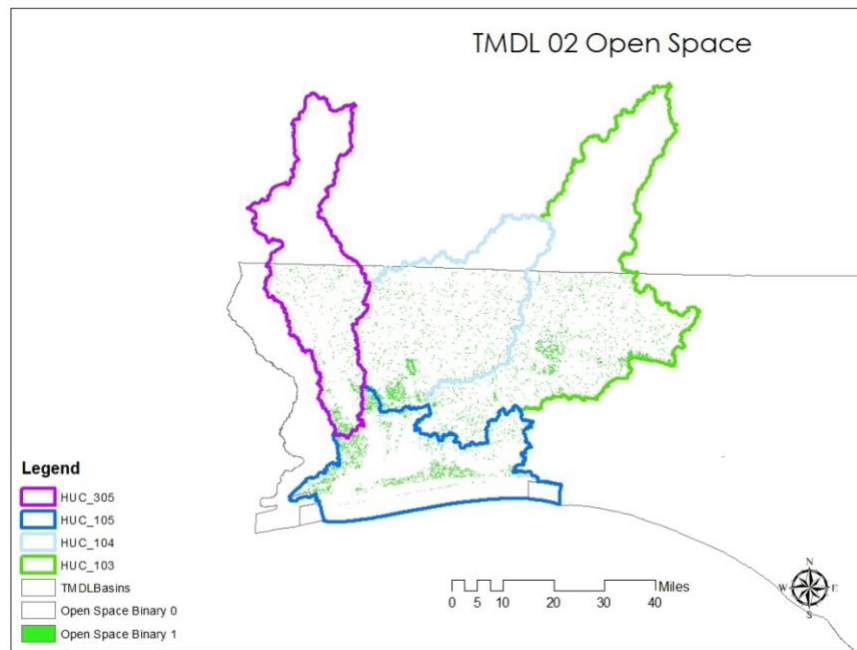 TMDL 02 Open Space
Legend
HUC_305
HUC_105
HUC_104
HUC_103
TMDLBasins
Open Space Binary 0
Open Space Binary 1
Miles
0 5 10 20 30 40
N
W E
S